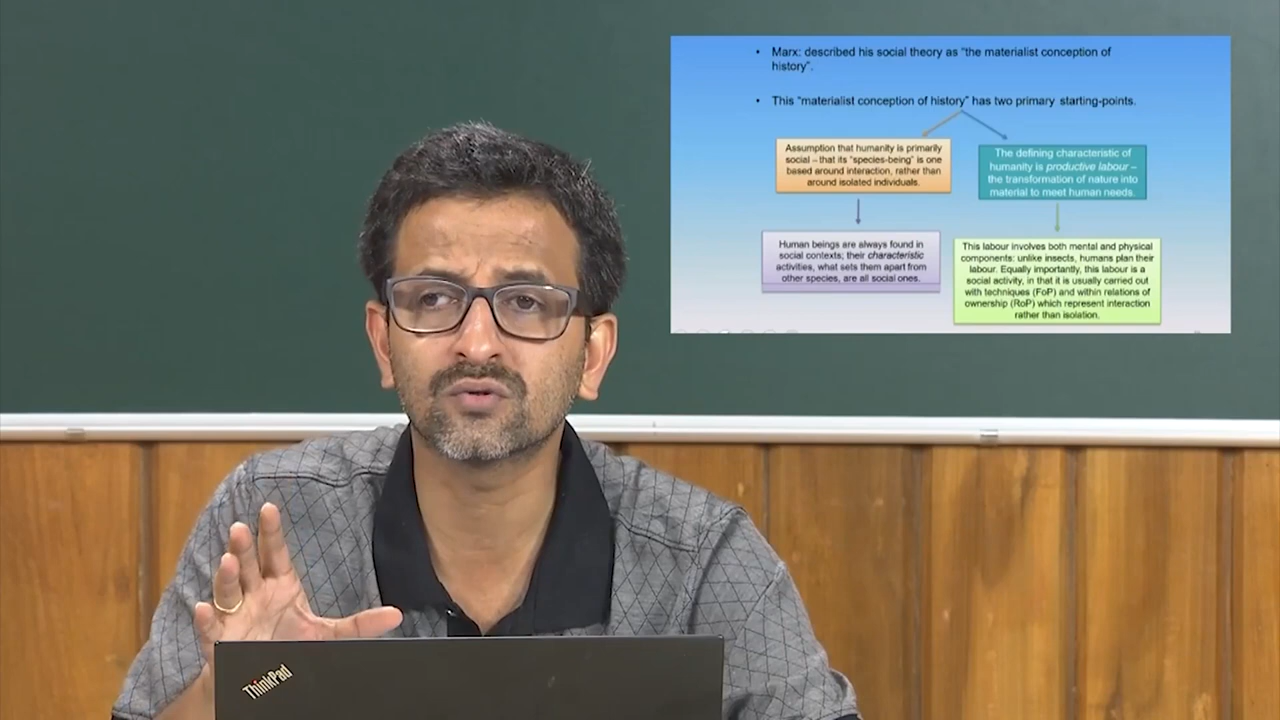 • Marx: described his social theory as “the materialist conception of
history”.
• This “materialist conception of history” has two primary starting-points.
Assumption that humanity is primarily
social – that its “species-being” is one
based around interaction, rather than
around isolated individuals.
The defining characteristic of
humanity is productive labour –
the transformation of nature into
material to meet human needs.
Human beings are always found in
social contexts; their characteristic
activities, what sets them apart from
other species, are all social ones.
This labour involves both mental and physical
components: unlike insects, humans plan their
labour. Equally importantly, this labour is a
social activity, in that it is usually carried out
with techniques (FoP) and within relations of
ownership (RoP) which represent interaction
rather than isolation.
ThinkPad